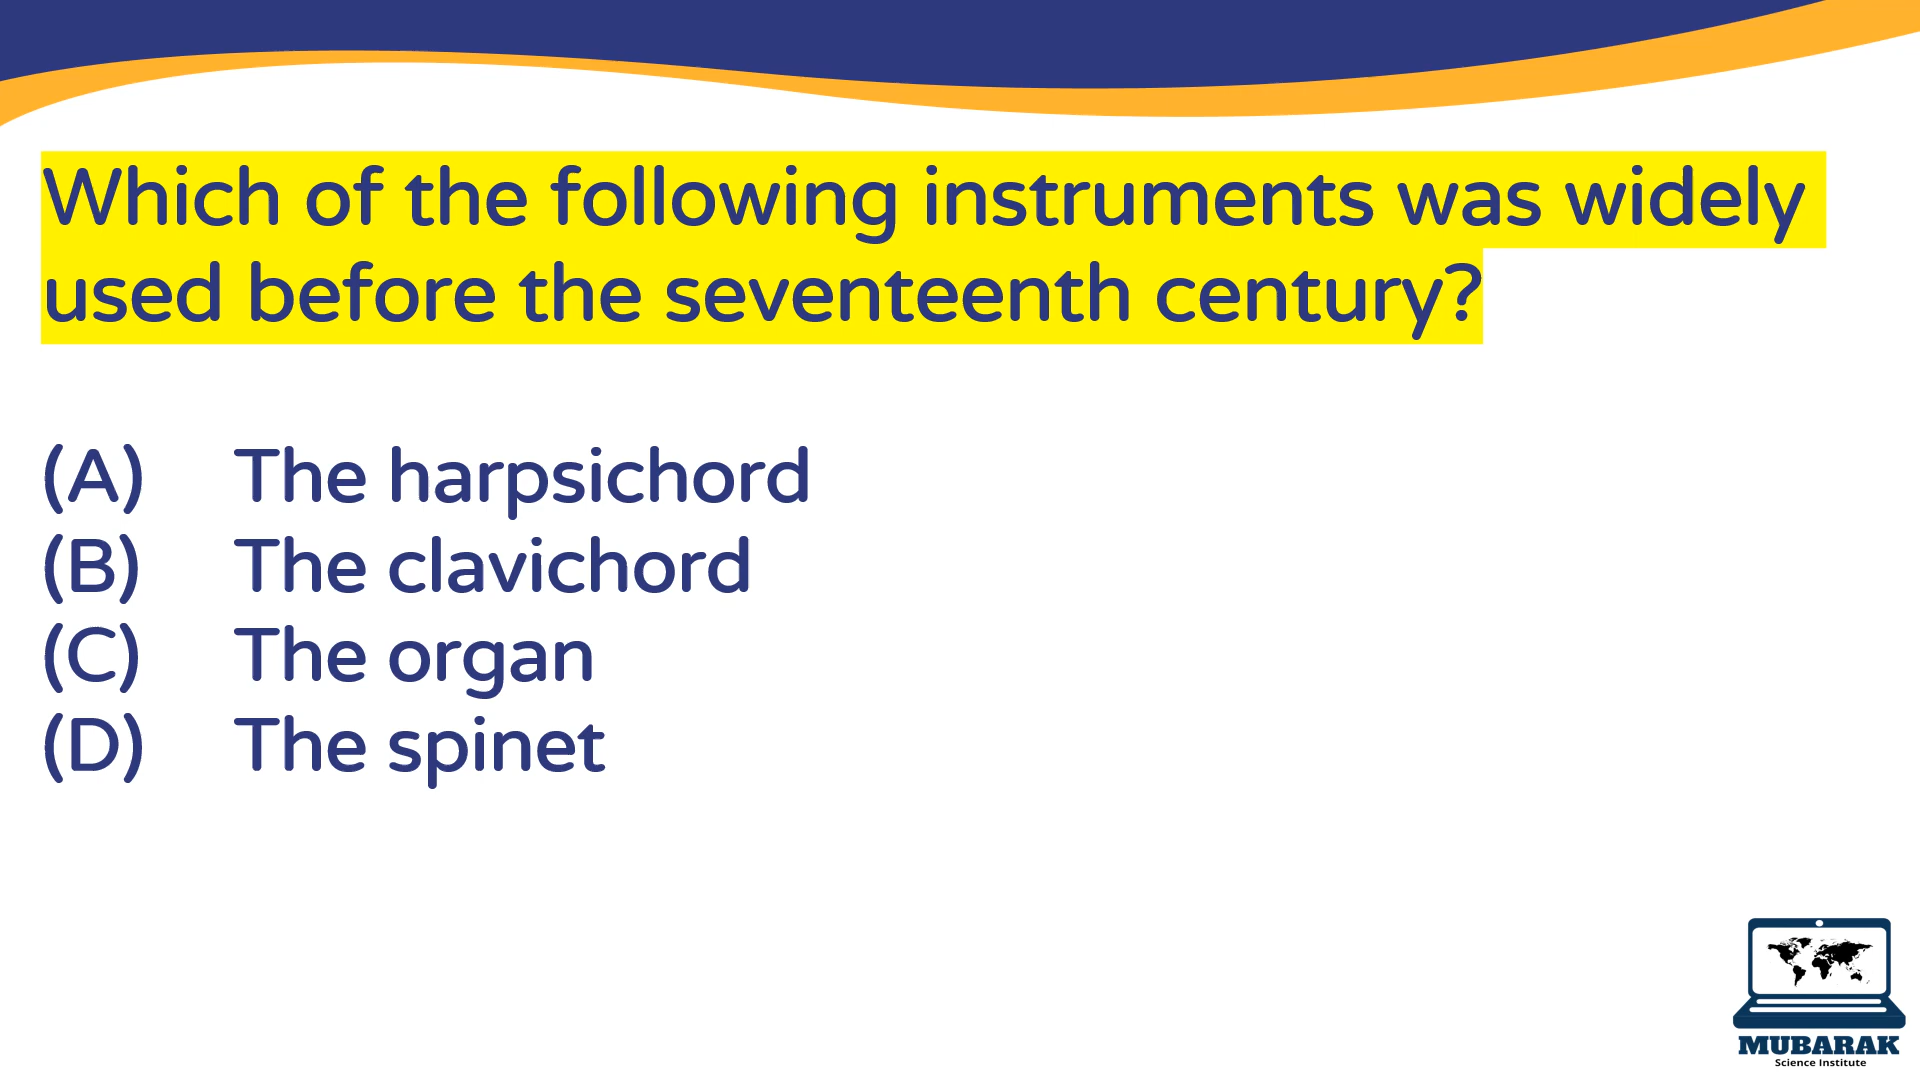 Which of the following instruments was widely
used before the seventeenth century?
(A) The harpsichord
(B) The clavichord
(C) The organ
(D) The spinet
MUBARAK
Science Institute